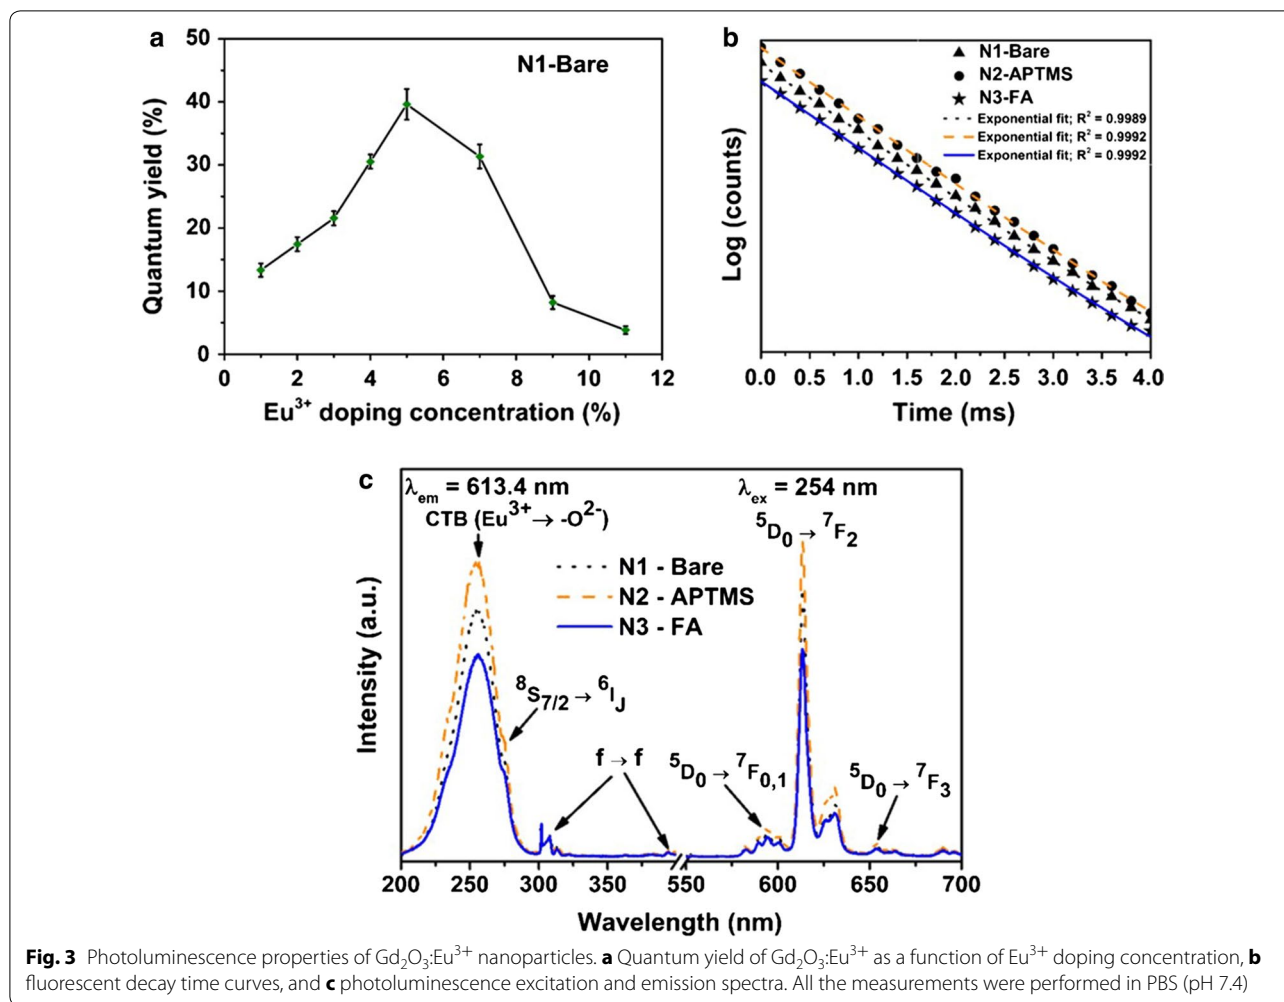 a
50
40
30
20
10
0
Quantum yield (%)
N1-Bare
0 2 4 6 8 10 12
Eu³⁺ doping concentration (%)
b
N1-Bare
N2-APTMS
N3-FA
Exponential fit; R² = 0.9989
Exponential fit; R² = 0.9992
Exponential fit; R² = 0.9992
Log (counts)
0.0 0.5 1.0 1.5 2.0 2.5 3.0 3.5 4.0
Time (ms)
c
λem = 613.4 nm
λex = 254 nm
CTB (Eu³⁺→ -O²⁻)
⁵D₀ → ⁷F₂
N1 - Bare
N2 - APTMS
N3 - FA
⁸S₇/₂ → ⁶I_J
f → f
⁵D₀ → ⁷F₀,₁
⁵D₀ → ⁷F₃
Intensity (a.u.)
200 250 300 350 550 600 650 700
Wavelength (nm)
Fig. 3 Photoluminescence properties of Gd₂O₃:Eu³⁺ nanoparticles. a Quantum yield of Gd₂O₃:Eu³⁺ as a function of Eu³⁺ doping concentration, b
fluorescent decay time curves, and c photoluminescence excitation and emission spectra. All the measurements were performed in PBS (pH 7.4)